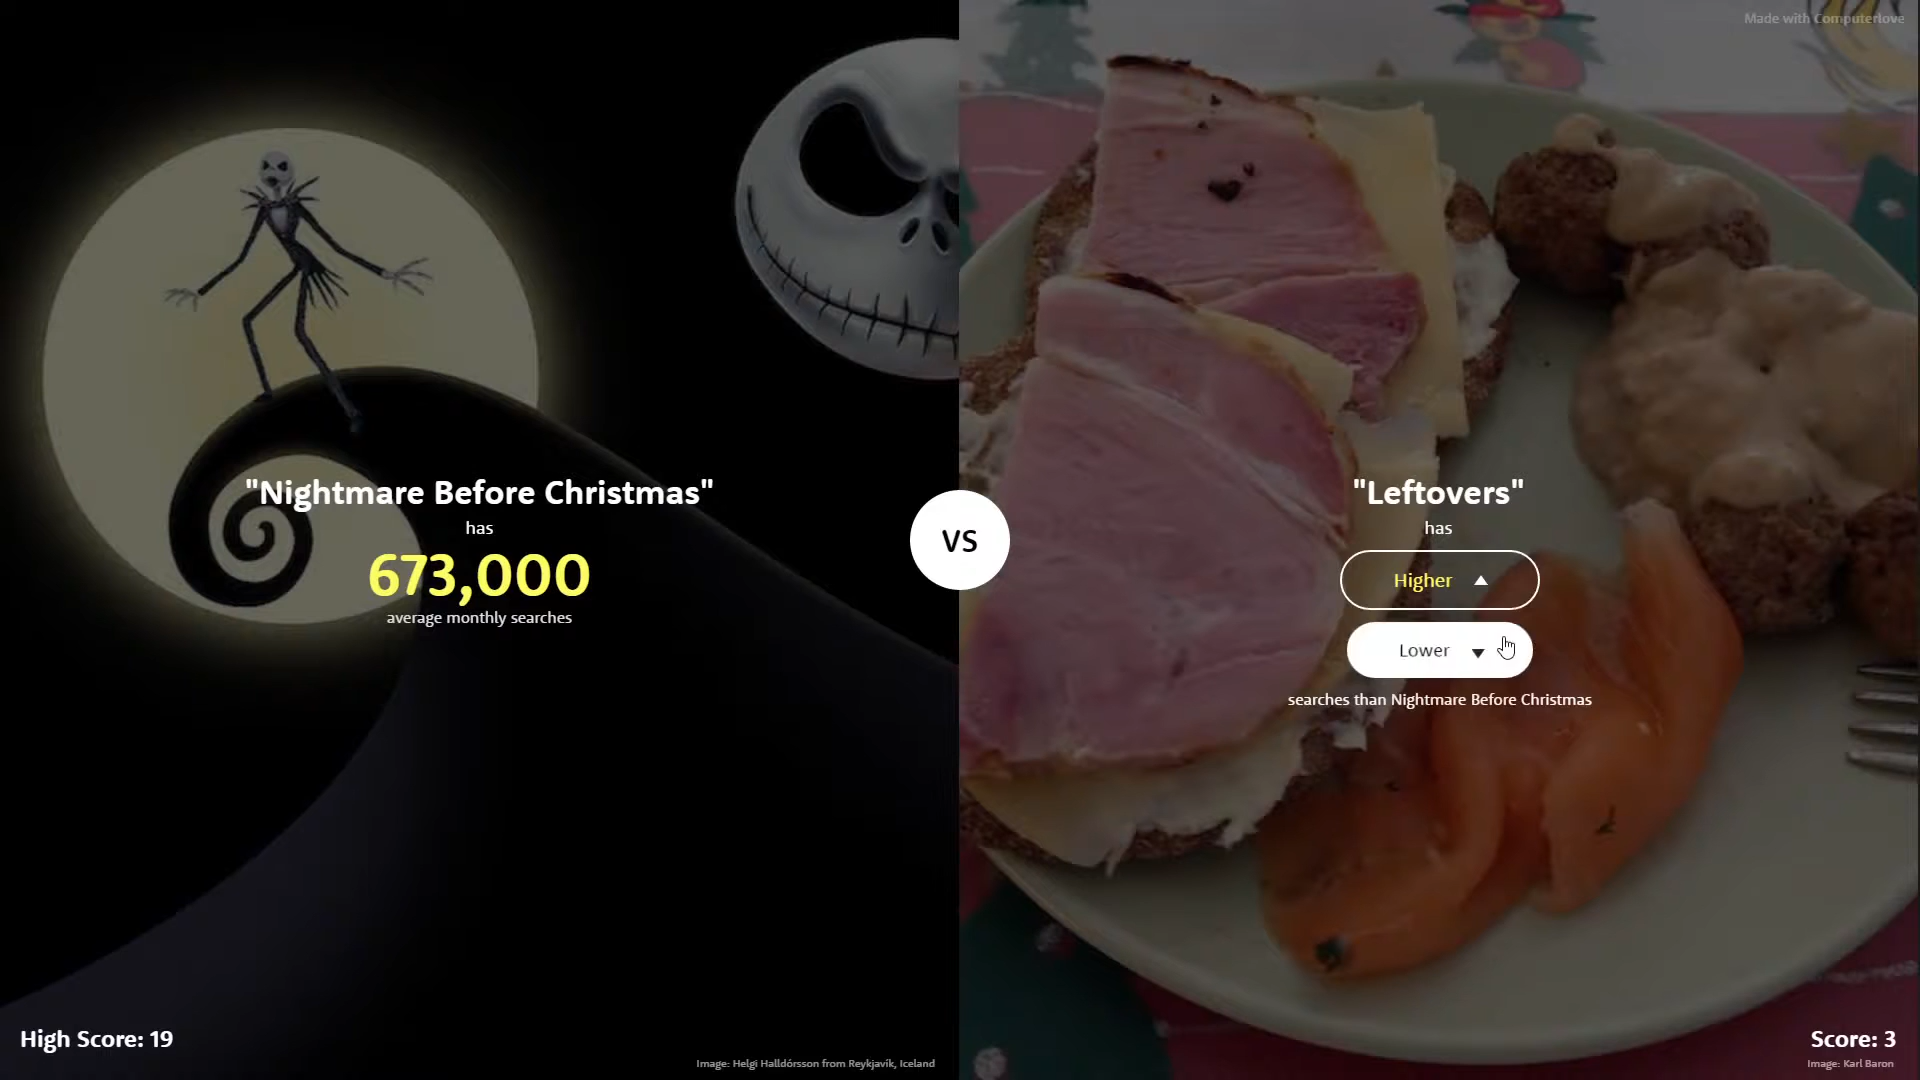 Made with Computerlove
"Nightmare Before Christmas"
has
673,000
average monthly searches
VS
"Leftovers"
has
Higher
Lower
searches than Nightmare Before Christmas
High Score: 19
Image: Helgi Halldórsson from Reykjavík, Iceland
Score: 3
Image: Karl Baron